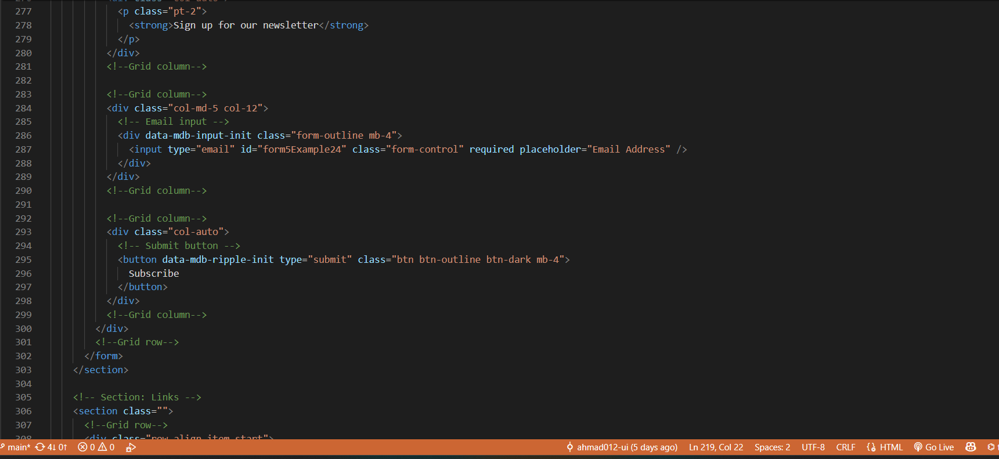 276 <div class="col-auto">
277 <p class="pt-2">
278 <strong>Sign up for our newsletter</strong>
279 </p>
280 </div>
281 <!--Grid column-->
282
283 <!--Grid column-->
284 <div class="col-md-5 col-12">
285 <!-- Email input -->
286 <div data-mdb-input-init class="form-outline mb-4">
287 <input type="email" id="form5Example24" class="form-control" required placeholder="Email Address" />
288 </div>
289 </div>
290 <!--Grid column-->
291
292 <!--Grid column-->
293 <div class="col-auto">
294 <!-- Submit button -->
295 <button data-mdb-ripple-init type="submit" class="btn btn-outline btn-dark mb-4">
296 Subscribe
297 </button>
298 </div>
299 <!--Grid column-->
300 </div>
301 <!--Grid row-->
302 </form>
303 </section>
304
305 <!-- Section: Links -->
306 <section class="">
307 <!--Grid row-->
308 <div class="row align-item-start">
main* 4↓ 0↑ 0 0 ahmad012-ui (5 days ago) Ln 219, Col 22 Spaces: 2 UTF-8 CRLF HTML Go Live